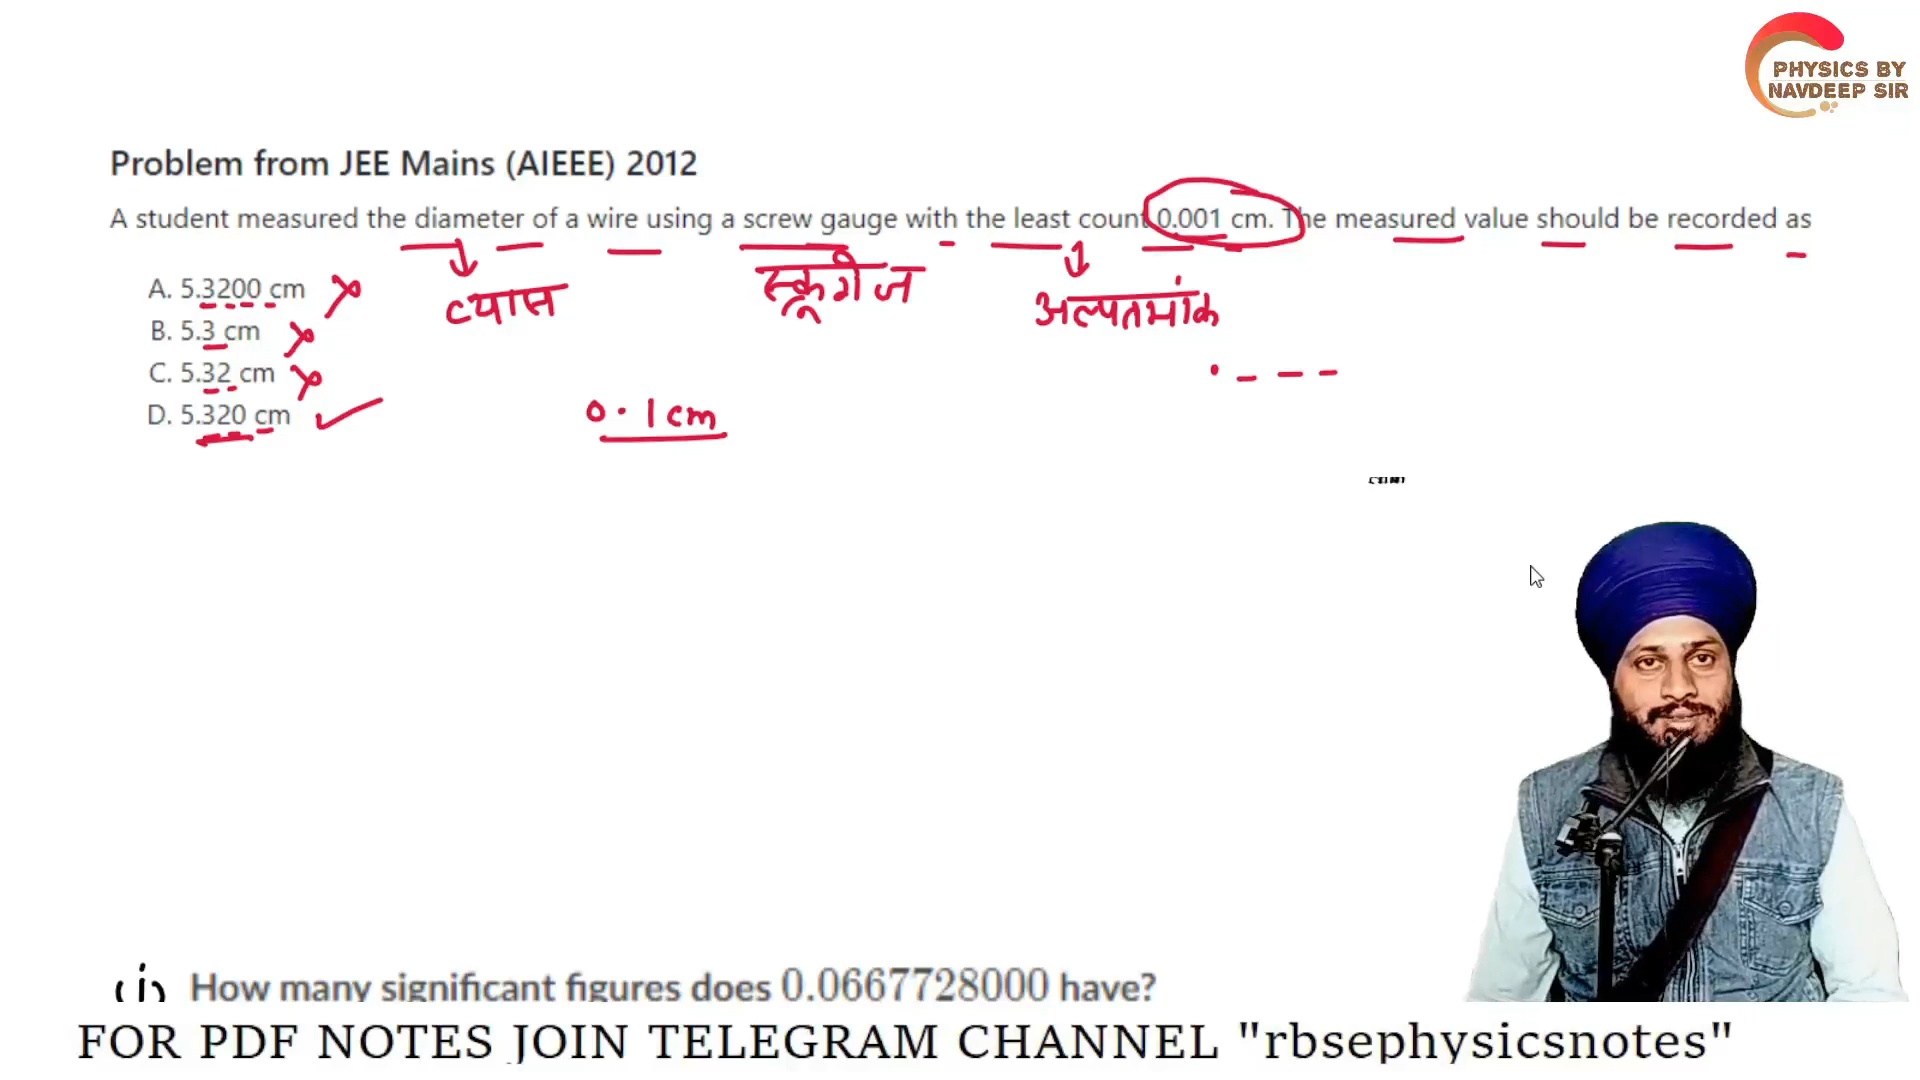 PHYSICS BY
NAVDEEP SIR
Problem from JEE Mains (AIEEE) 2012
A student measured the diameter of a wire using a screw gauge with the least count 0.001 cm. The measured value should be recorded as
A. 5.3200 cm
B. 5.3 cm
C. 5.32 cm
D. 5.320 cm
व्यास
स्क्रूगेज
अल्पतमांक
0.1cm
(i) How many significant figures does 0.0667728000 have?
FOR PDF NOTES JOIN TELEGRAM CHANNEL "rbsephysicsnotes"